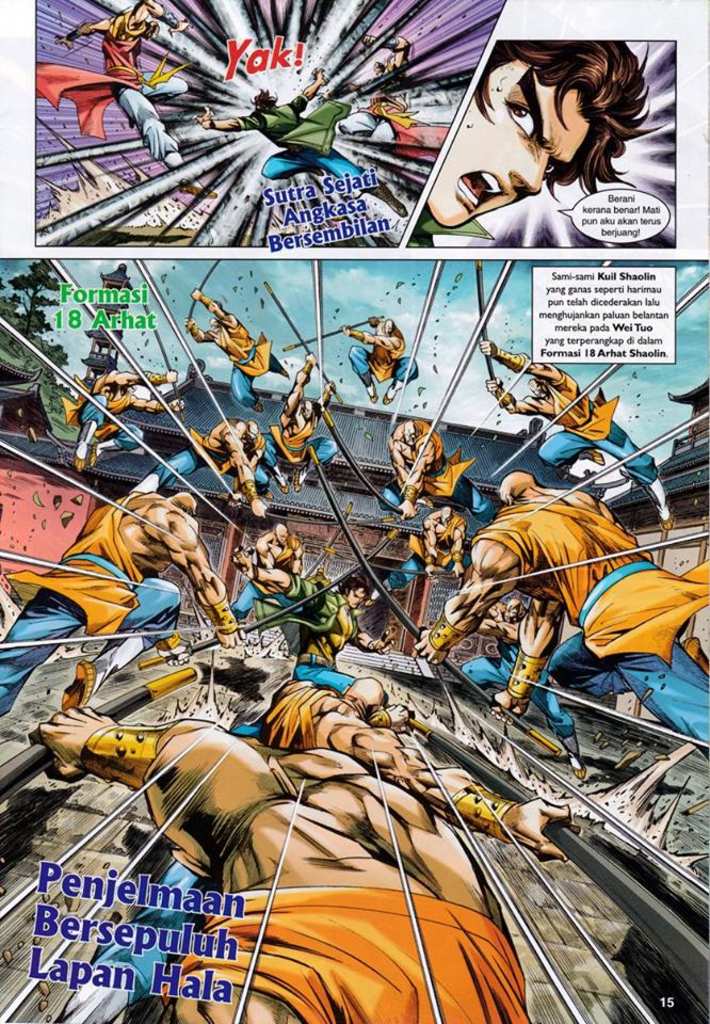 Yak!
Sutra Sejati
Angkasa
Bersembilan
Berani
kerana benar! Mati
pun aku akan terus
berjuang!
Formasi
18 Arhat
Sami-sami Kuil Shaolin
yang ganas seperti harimau
pun telah dicederakan lalu
menghujankan belantan
mereka pada Wei Tuo
yang terperangkap di dalam
Formasi 18 Arhat Shaolin.
Penjelmaan
Bersepuluh
Lapan Hala
15